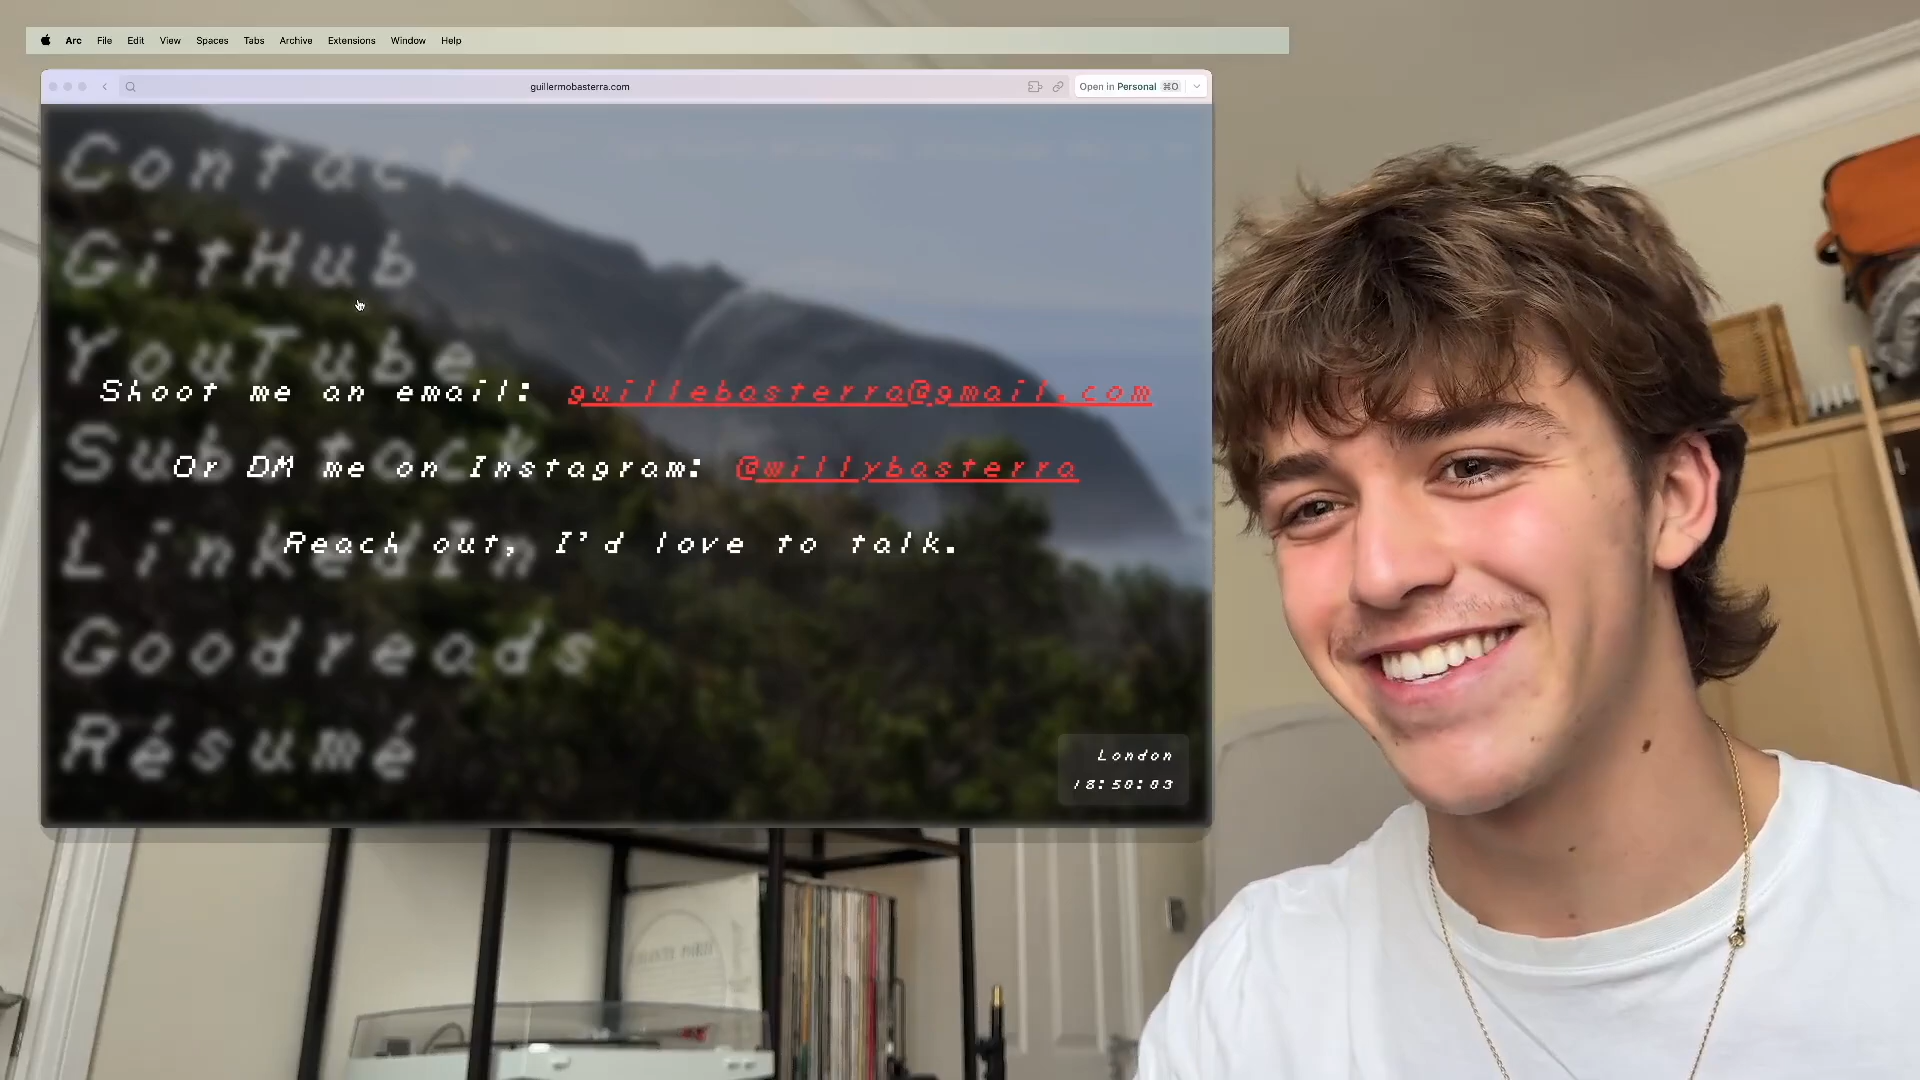 Arc File Edit View Spaces Tabs Archive Extensions Window Help
guillermobasterra.com
Open in Personal ⌘O
Contact
GitHub
YouTube
Shoot me an email: guillebasterra@gmail.com
Substack
Or DM me on Instagram: @willybasterra
LinkedIn
Reach out, I'd love to talk.
Goodreads
Résumé
London
18:50:03